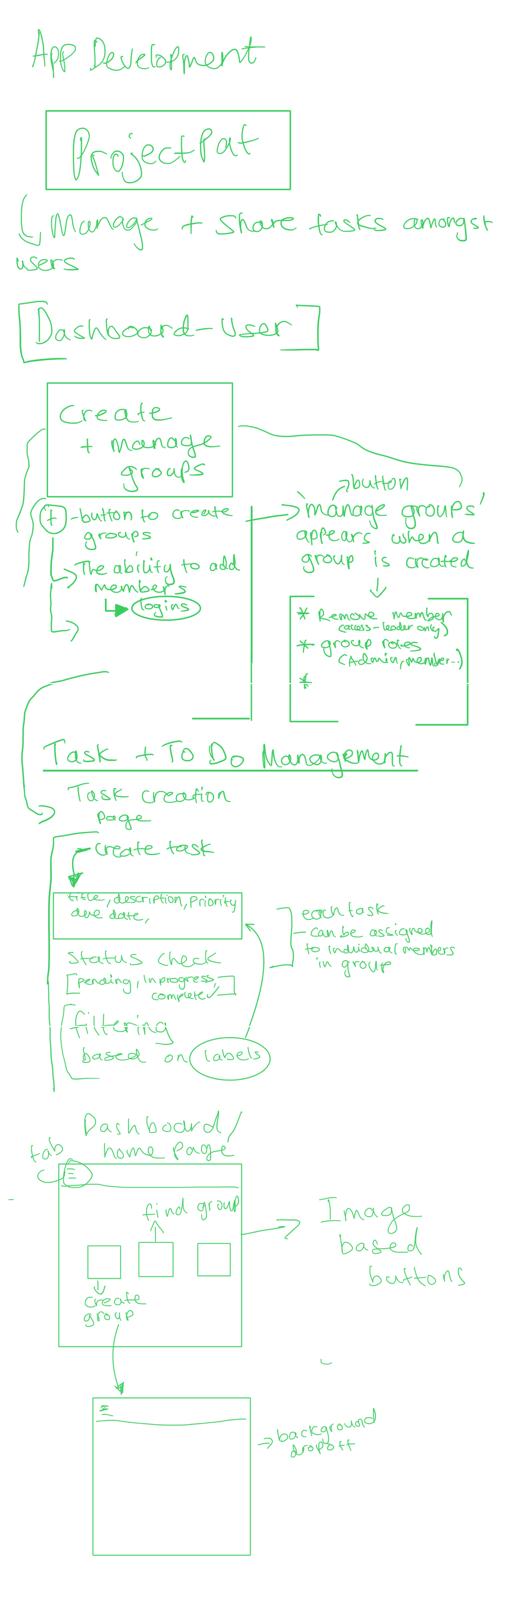 App Development
ProjectPat
Manage + Share tasks amongst
users
Dashboard-User
Create
+ manage
groups
+ -button to create
groups
The ability to add
members
logins
button
'manage groups'
appears when a
group is created
* Remove member
(access-leader only)
* group roles
(Admin, member..)
*
Task + To Do Management
Task creation
page
create task
title, description, Priority
due date,
Status check
[pending, In progress,
complete✓]
filtering
based on labels
each task
- can be assigned
to individual members
in group
Dashboard/
home page
tab
find group
create
group
Image
based
buttons
background
dropoff